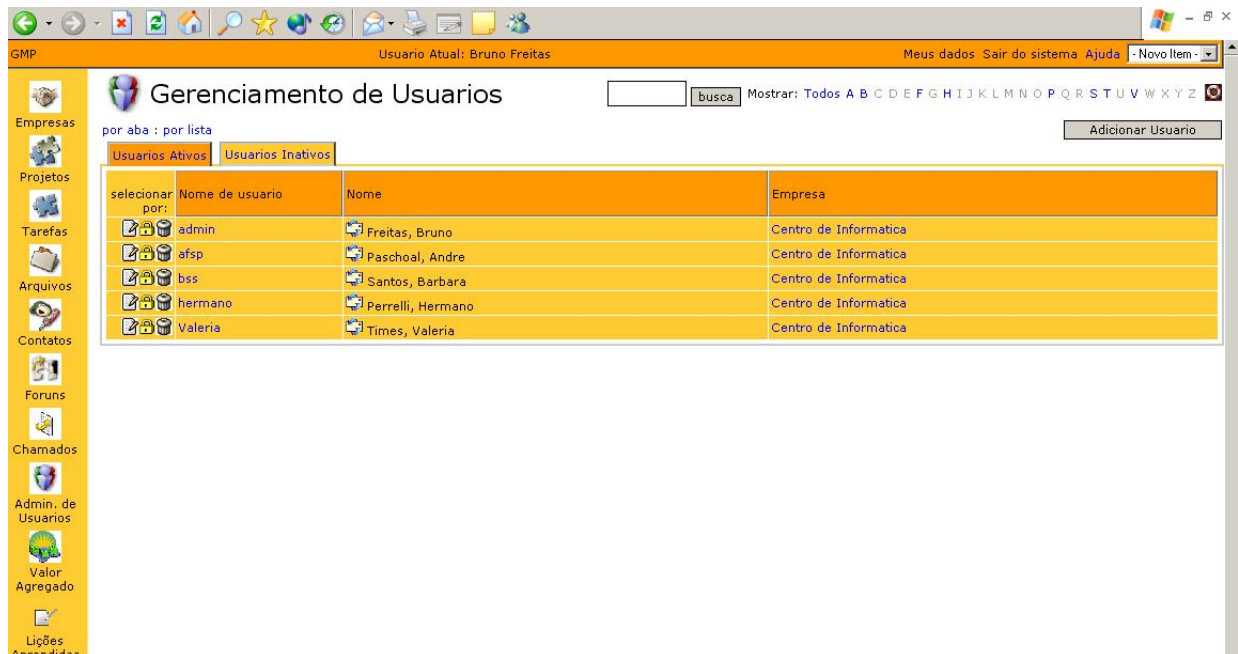 GMP Usuario Atual: Bruno Freitas Meus dados Sair do sistema Ajuda - Novo Item -
Gerenciamento de Usuarios busca Mostrar: Todos A B C D E F G H I J K L M N O P Q R S T U V W X Y Z
por aba : por lista Adicionar Usuario
Usuarios Ativos Usuarios Inativos
selecionar por: Nome de usuario Nome Empresa
admin Freitas, Bruno Centro de Informatica
afsp Paschoal, Andre Centro de Informatica
bss Santos, Barbara Centro de Informatica
hermano Perrelli, Hermano Centro de Informatica
Valeria Times, Valeria Centro de Informatica
Empresas
Projetos
Tarefas
Arquivos
Contatos
Foruns
Chamados
Admin. de
Usuarios
Valor
Agregado
Lições